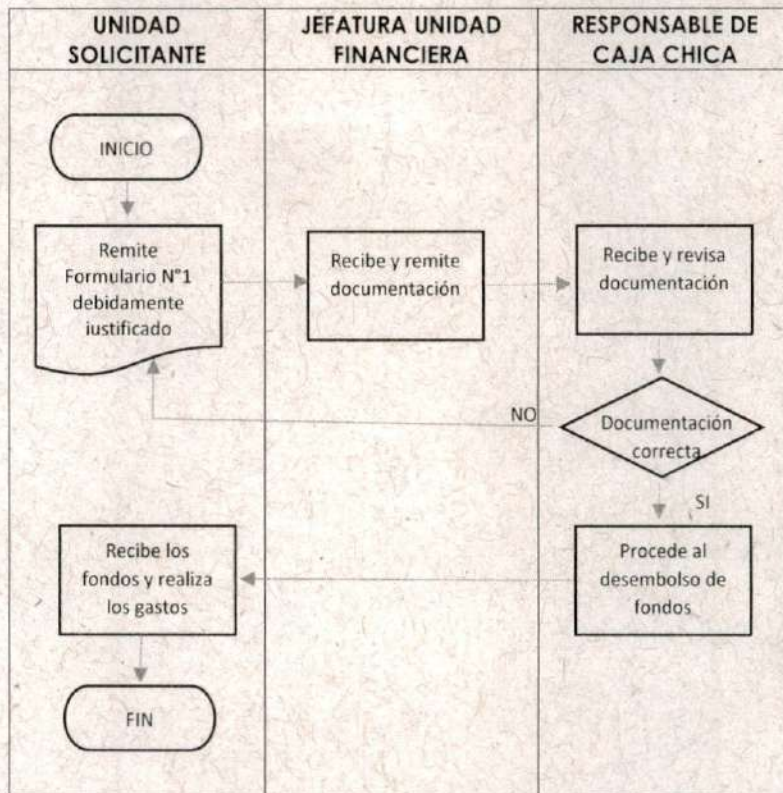 UNIDAD
SOLICITANTE
JEFATURA UNIDAD
FINANCIERA
RESPONSABLE DE
CAJA CHICA
INICIO
Remite
Formulario N°1
debidamente
iustificado
Recibe y remite
documentación
Recibe y revisa
documentación
Documentación
correcta
NO
SI
Procede al
desembolso de
fondos
Recibe los
fondos y realiza
los gastos
FIN